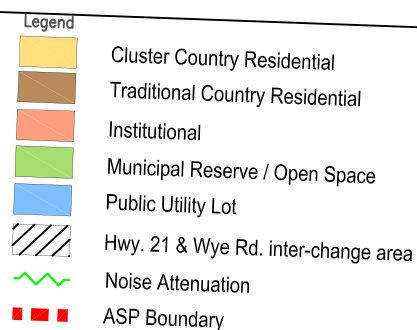 Legend
Cluster Country Residential
Traditional Country Residential
Institutional
Municipal Reserve / Open Space
Public Utility Lot
Hwy. 21 & Wye Rd. inter-change area
Noise Attenuation
ASP Boundary